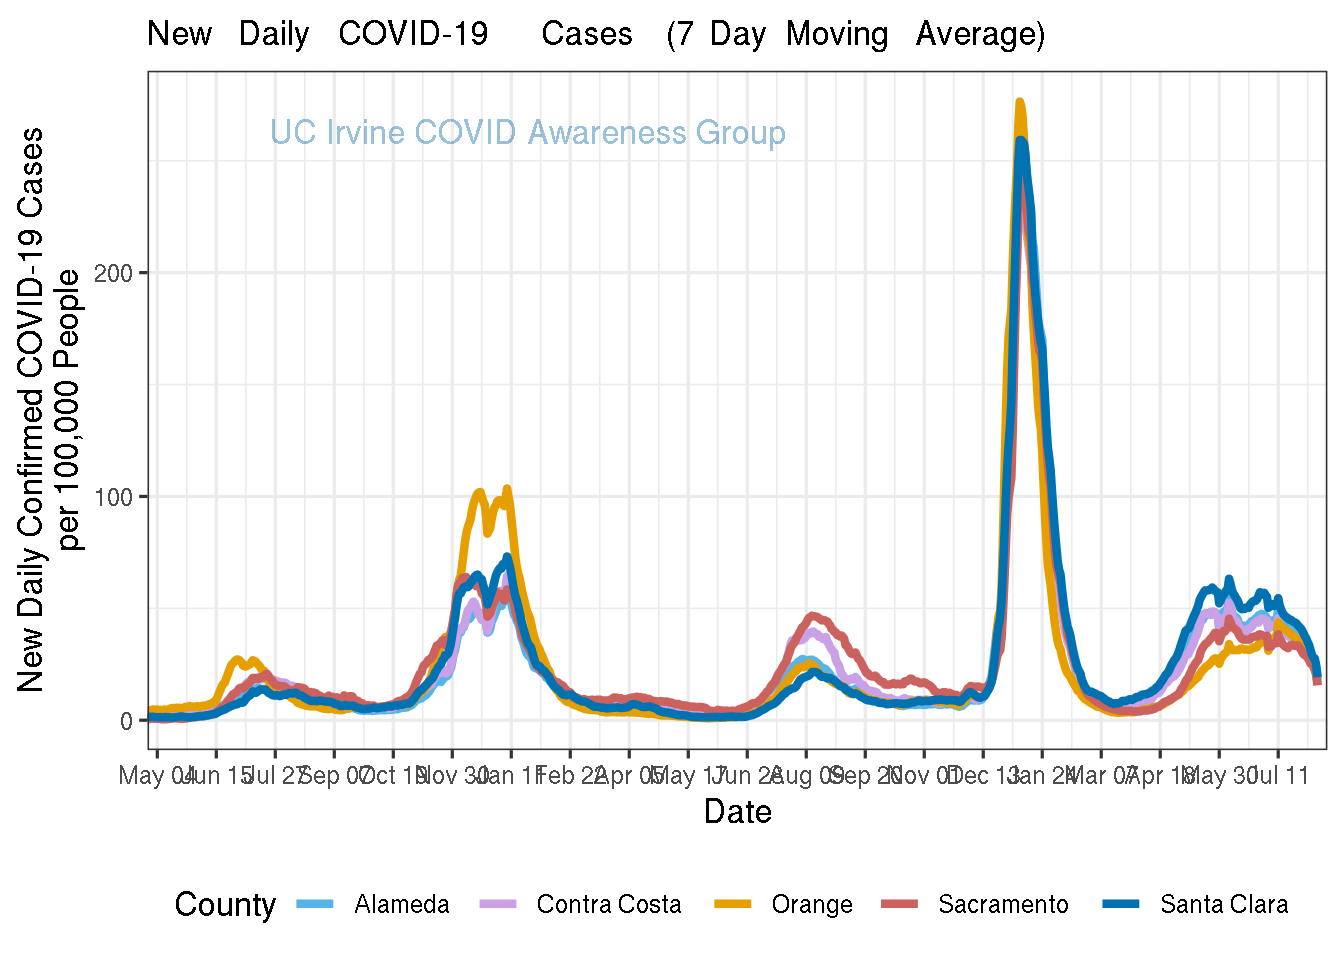 New Daily COVID-19 Cases (7 Day Moving Average)
UC Irvine COVID Awareness Group
New Daily Confirmed COVID-19 Cases
per 100,000 People
200
100
0
May 04 Jun 15 Jul 27 Sep 07 Oct 19 Nov 30 Jan 11 Feb 22 Apr 05 May 17 Jun 28 Aug 09 Sep 20 Nov 01 Dec 13 Jan 24 Mar 07 Apr 18 May 30 Jul 11
Date
County Alameda Contra Costa Orange Sacramento Santa Clara